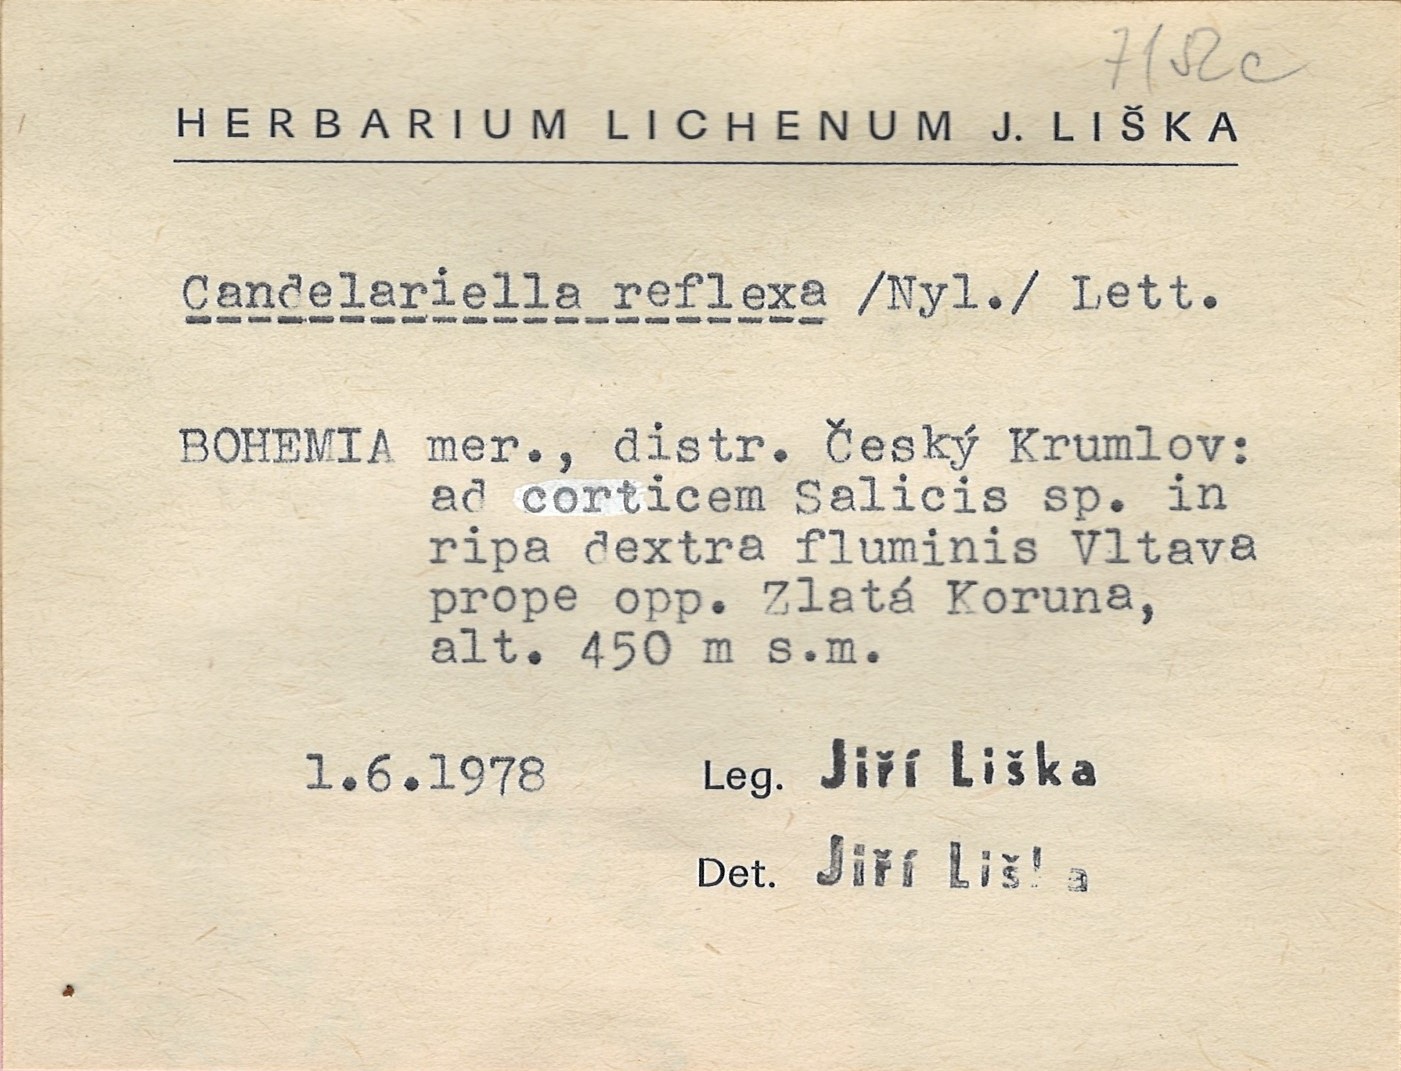 7152c
HERBARIUM LICHENUM J. LIŠKA
Candelariella reflexa /Nyl./ Lett.
BOHEMIA mer., distr. Český Krumlov:
ad corticem Salicis sp. in
ripa dextra fluminis Vltava
prope opp. Zlatá Koruna,
alt. 450 m s.m.
1.6.1978 Leg. Jiří Liška
Det. Jiří Liška